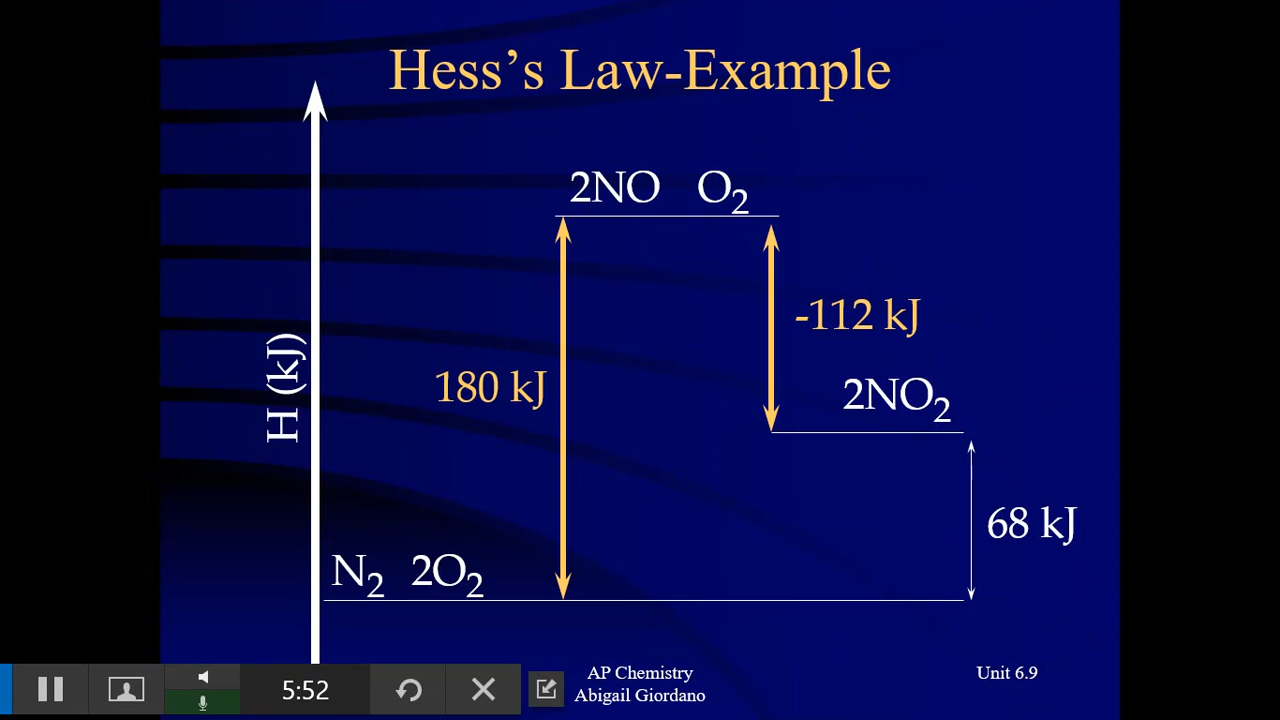 Hess's Law-Example
2NO O₂
-112 kJ
H (kJ)
180 kJ
2NO₂
68 kJ
N₂ 2O₂
5:52
AP Chemistry
Abigail Giordano
Unit 6.9